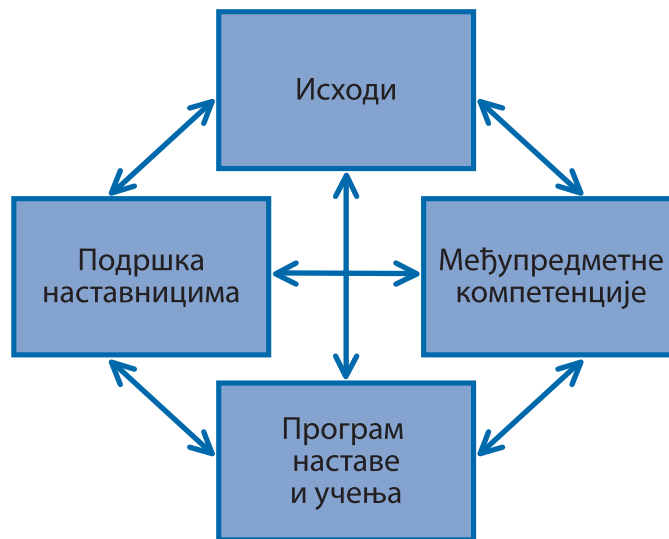 Исходи
Подршка
наставницима
Међупредметне
компетенције
Програм
наставе
и учења